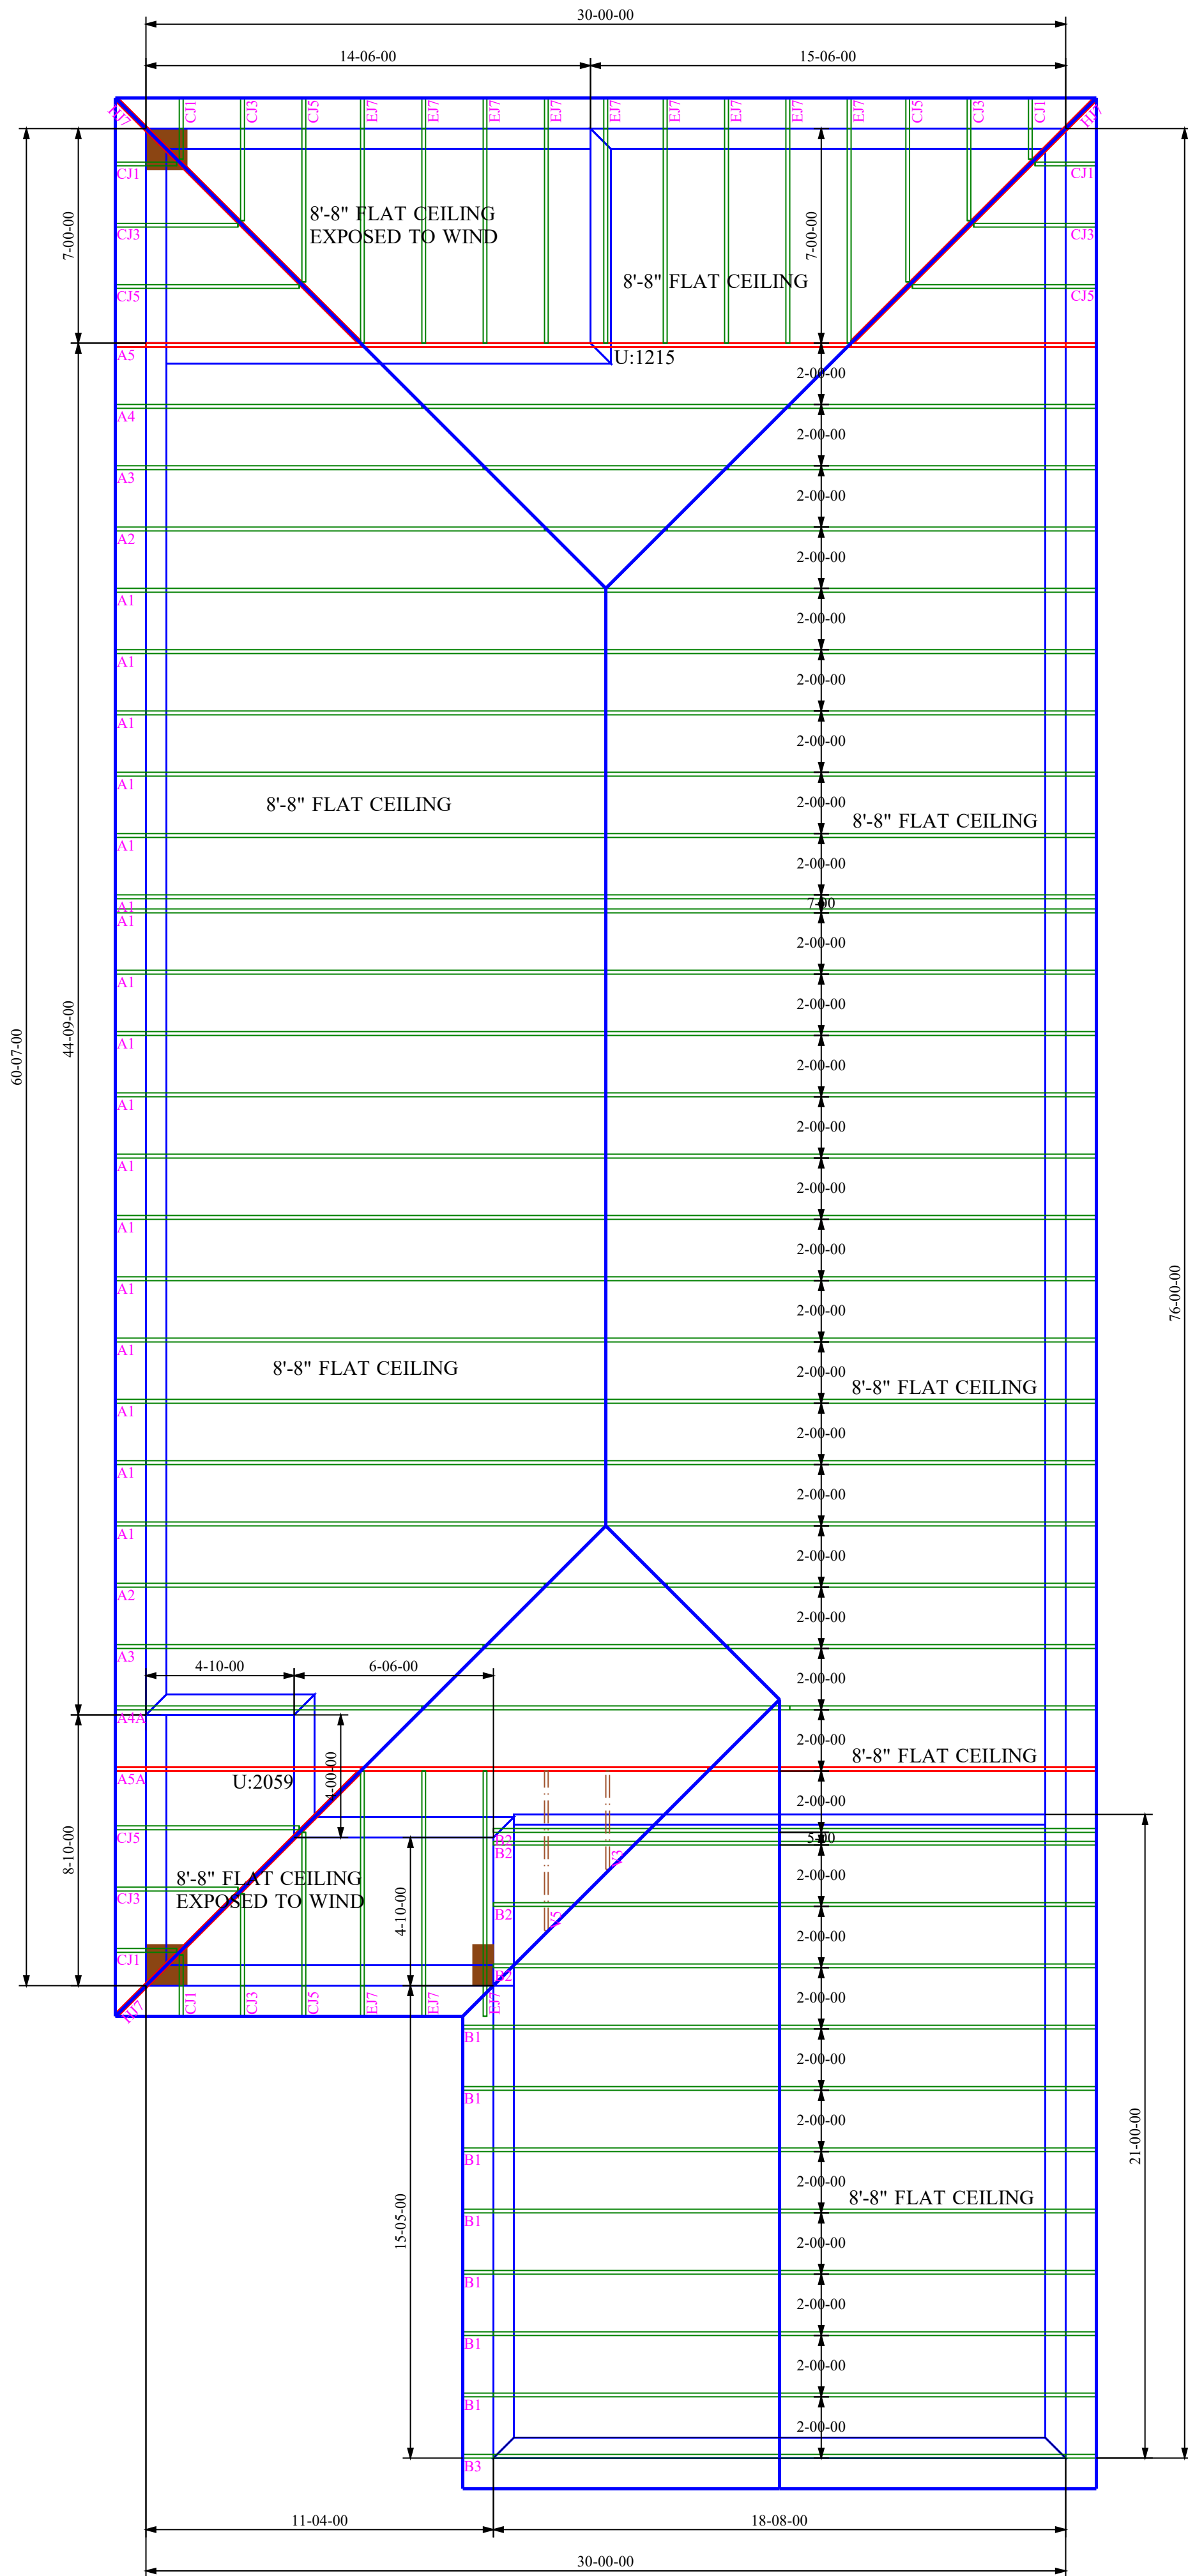 30-00-00
14-06-00
15-06-00
HJ7
CJ1
CJ3
CJ5
EJ7
EJ7
EJ7
EJ7
EJ7
EJ7
EJ7
EJ7
EJ7
CJ5
CJ3
CJ1
HJ7
CJ1
CJ1
8'-8" FLAT CEILING
EXPOSED TO WIND
7-00-00
7-00-00
CJ3
CJ3
8'-8" FLAT CEILING
CJ5
CJ5
A5
U:1215
2-00-00
A4
2-00-00
A3
2-00-00
A2
2-00-00
A1
2-00-00
A1
2-00-00
A1
2-00-00
A1
8'-8" FLAT CEILING
2-00-00
8'-8" FLAT CEILING
A1
2-00-00
A1
7-00
A1
2-00-00
A1
2-00-00
44-09-00
60-07-00
A1
2-00-00
A1
2-00-00
A1
2-00-00
A1
2-00-00
A1
2-00-00
76-00-00
A1
2-00-00
8'-8" FLAT CEILING
8'-8" FLAT CEILING
A1
2-00-00
A1
2-00-00
A1
2-00-00
A2
2-00-00
A3
4-10-00
6-06-00
2-00-00
A4A
2-00-00
8'-8" FLAT CEILING
A5A
U:2059
4-00-00
2-00-00
CJ5
B2
5-00
B2
8-10-00
V3
8'-8" FLAT CEILING
EXPOSED TO WIND
2-00-00
CJ3
4-10-00
B2
V5
2-00-00
CJ1
B2
HJ7
CJ1
CJ3
CJ5
EJ7
EJ7
EJ7
2-00-00
B1
2-00-00
B1
2-00-00
21-00-00
B1
2-00-00
15-05-00
8'-8" FLAT CEILING
B1
2-00-00
B1
2-00-00
B1
2-00-00
B1
2-00-00
B3
11-04-00
18-08-00
30-00-00